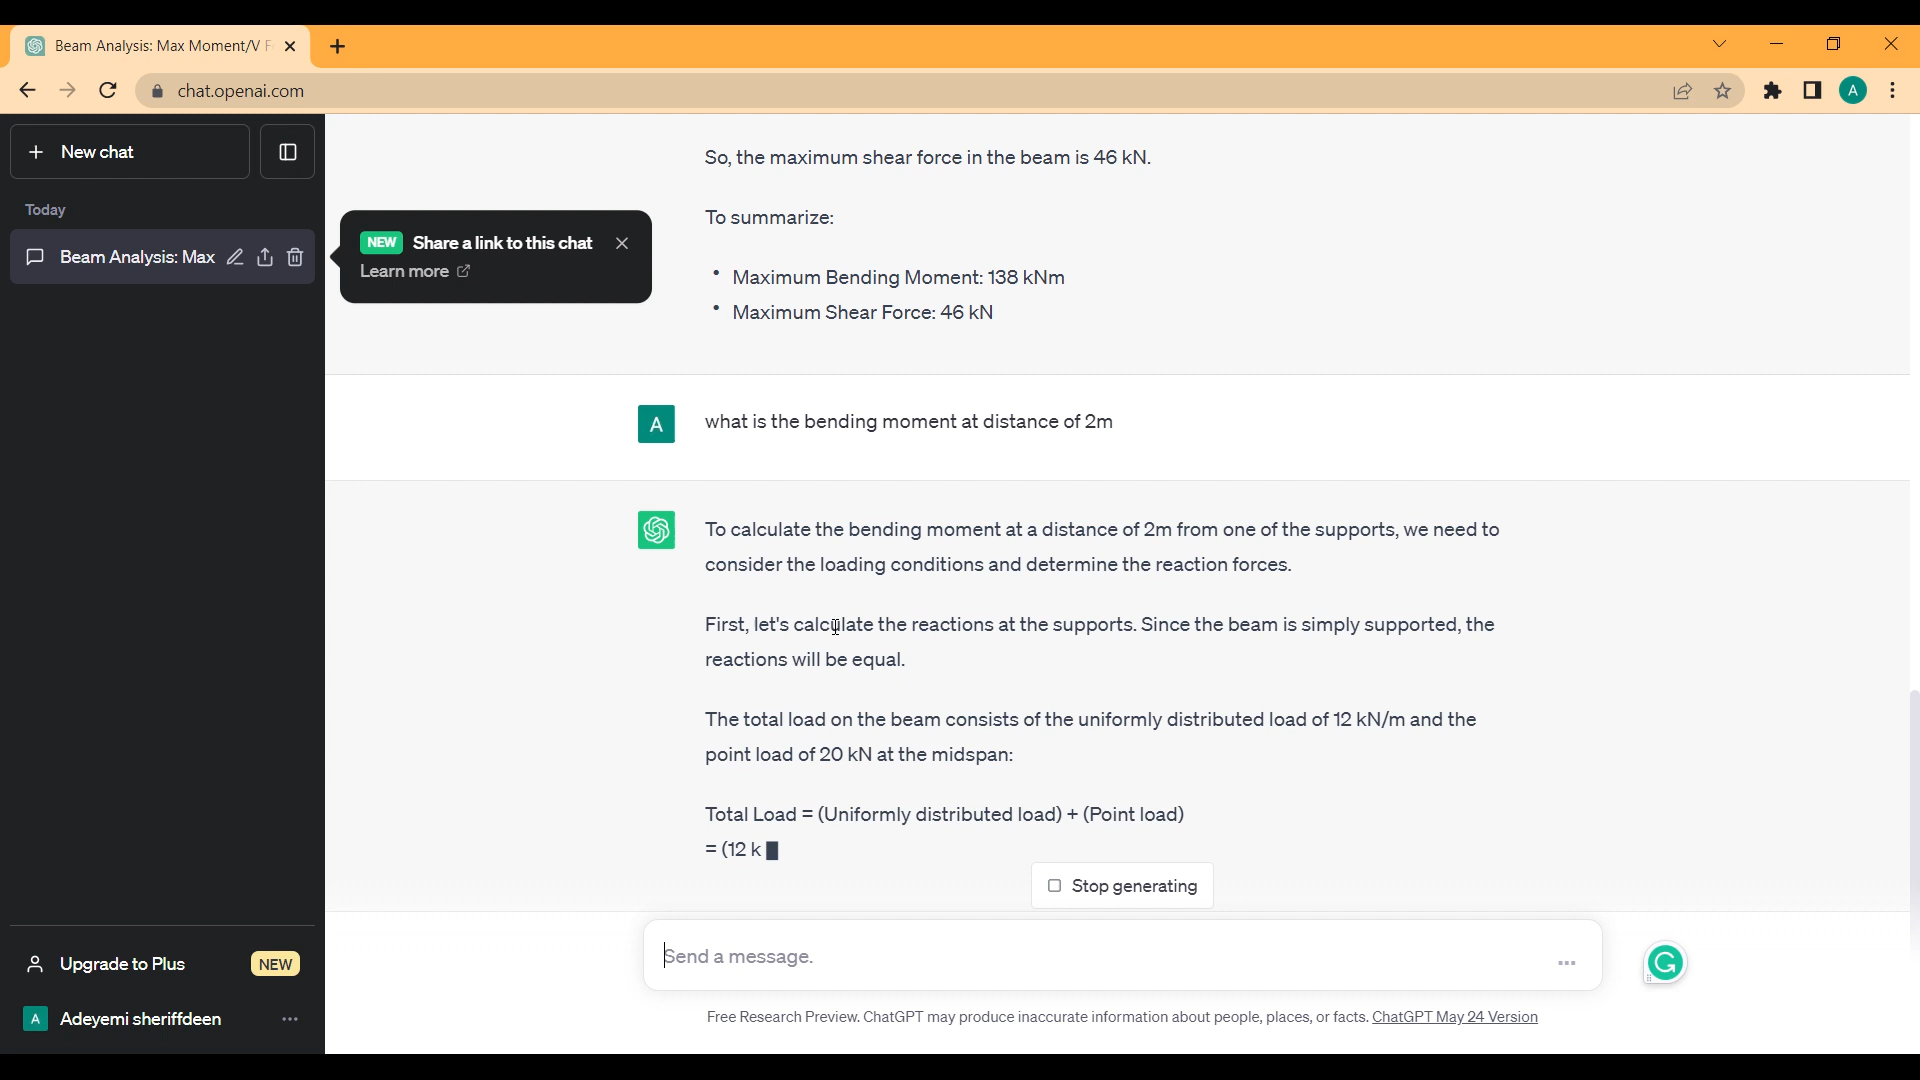 Beam Analysis: Max Moment/V F
chat.openai.com
A
New chat
Today
Beam Analysis: Max
NEW Share a link to this chat
Learn more
So, the maximum shear force in the beam is 46 kN.
To summarize:
• Maximum Bending Moment: 138 kNm
• Maximum Shear Force: 46 kN
A
what is the bending moment at distance of 2m
To calculate the bending moment at a distance of 2m from one of the supports, we need to
consider the loading conditions and determine the reaction forces.
First, let's calculate the reactions at the supports. Since the beam is simply supported, the
reactions will be equal.
The total load on the beam consists of the uniformly distributed load of 12 kN/m and the
point load of 20 kN at the midspan:
Total Load = (Uniformly distributed load) + (Point load)
= (12 k
Stop generating
Send a message.
Free Research Preview. ChatGPT may produce inaccurate information about people, places, or facts. ChatGPT May 24 Version
Upgrade to Plus NEW
A Adeyemi sheriffdeen